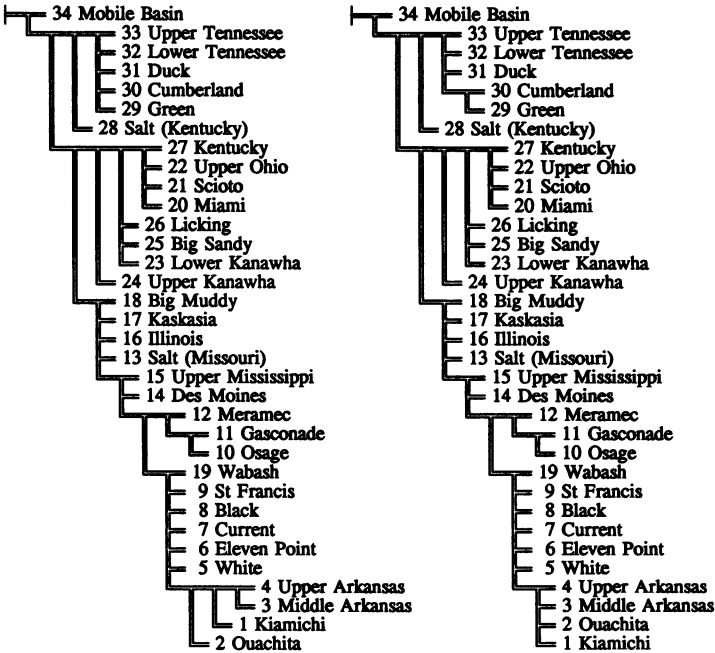 34 Mobile Basin
33 Upper Tennessee
32 Lower Tennessee
31 Duck
30 Cumberland
29 Green
28 Salt (Kentucky)
27 Kentucky
22 Upper Ohio
21 Scioto
20 Miami
26 Licking
25 Big Sandy
23 Lower Kanawha
24 Upper Kanawha
18 Big Muddy
17 Kaskasia
16 Illinois
13 Salt (Missouri)
15 Upper Mississippi
14 Des Moines
12 Meramec
11 Gasconade
10 Osage
19 Wabash
9 St Francis
8 Black
7 Current
6 Eleven Point
5 White
4 Upper Arkansas
3 Middle Arkansas
1 Kiamichi
2 Ouachita
34 Mobile Basin
33 Upper Tennessee
32 Lower Tennessee
31 Duck
30 Cumberland
29 Green
28 Salt (Kentucky)
27 Kentucky
22 Upper Ohio
21 Scioto
20 Miami
26 Licking
25 Big Sandy
23 Lower Kanawha
24 Upper Kanawha
18 Big Muddy
17 Kaskasia
16 Illinois
13 Salt (Missouri)
15 Upper Mississippi
14 Des Moines
12 Meramec
11 Gasconade
10 Osage
19 Wabash
9 St Francis
8 Black
7 Current
6 Eleven Point
5 White
4 Upper Arkansas
3 Middle Arkansas
2 Ouachita
1 Kiamichi